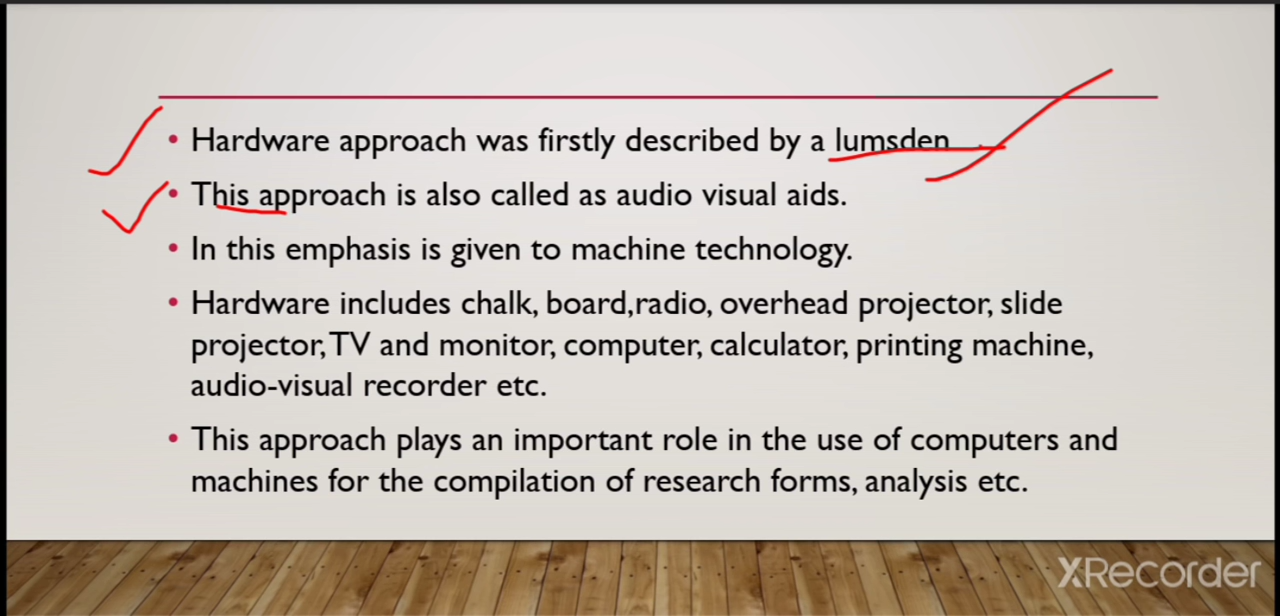 • Hardware approach was firstly described by a lumsden
• This approach is also called as audio visual aids.
• In this emphasis is given to machine technology.
• Hardware includes chalk, board,radio, overhead projector, slide
projector, TV and monitor, computer, calculator, printing machine,
audio-visual recorder etc.
• This approach plays an important role in the use of computers and
machines for the compilation of research forms, analysis etc.
XRecorder